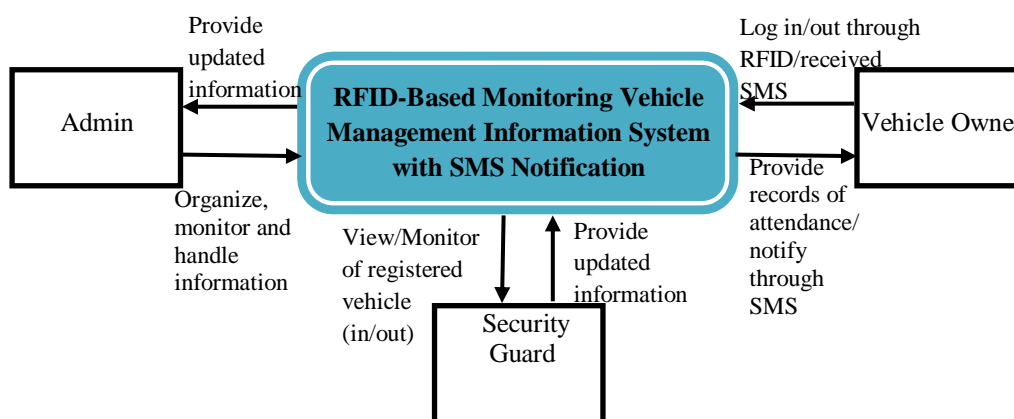 Provide
updated
information
Admin
Organize,
monitor and
handle
information
RFID-Based Monitoring Vehicle
Management Information System
with SMS Notification
Log in/out through
RFID/received
SMS
Vehicle Owne
Provide
records of
attendance/
notify
through
SMS
View/Monitor
of registered
vehicle
(in/out)
Provide
updated
information
Security
Guard